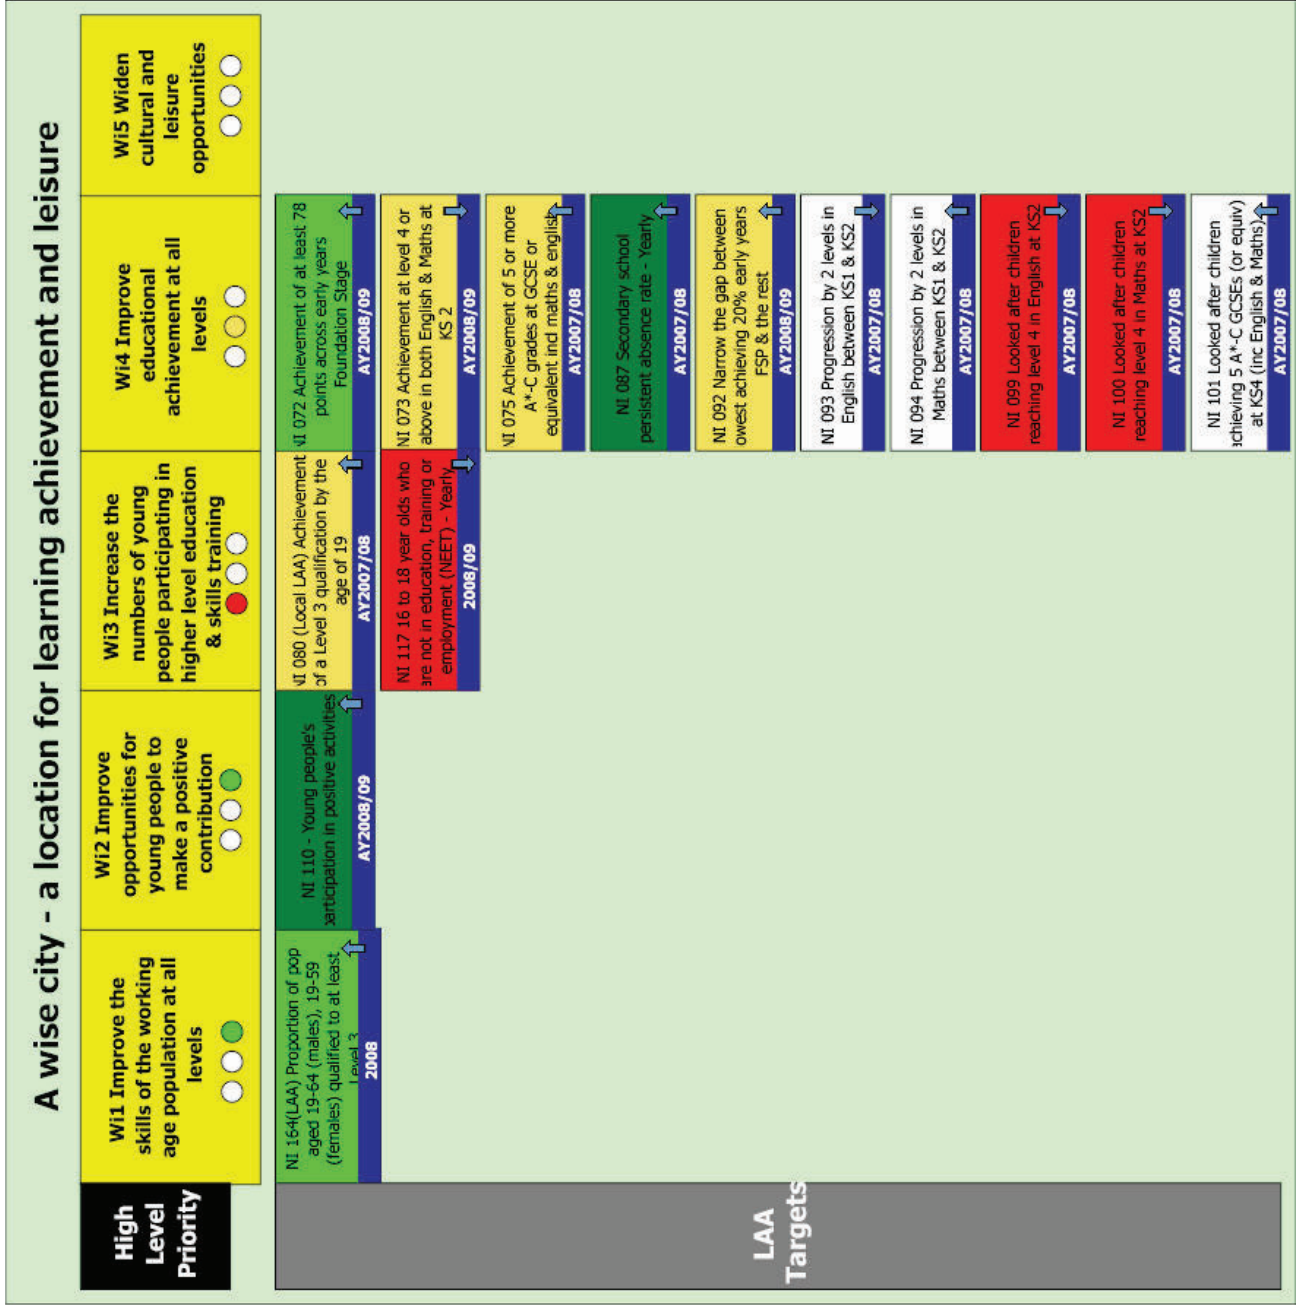 A wise city - a location for learning achievement and leisure
High
Level
Priority
Wi1 Improve the
skills of the working
age population at all
levels
Wi2 Improve
opportunities for
young people to
make a positive
contribution
Wi3 Increase the
numbers of young
people participating in
higher level education
& skills training
Wi4 Improve
educational
achievement at all
levels
Wi5 Widen
cultural and
leisure
opportunities
LAA
Targets
NI 164(LAA) Proportion of pop
aged 19-64 (males), 19-59
(females) qualified to at least
Level 3
2008
NI 110 - Young people's
participation in positive activities
AY2008/09
NI 080 (Local LAA) Achievement
of a Level 3 qualification by the
age of 19
AY2007/08
NI 117 16 to 18 year olds who
are not in education, training or
employment (NEET) - Yearly
2008/09
NI 072 Achievement of at least 78
points across early years
Foundation Stage
AY2008/09
NI 073 Achievement at level 4 or
above in both English & Maths at
KS 2
AY2008/09
NI 075 Achievement of 5 or more
A*-C grades at GCSE or
equivalent ind maths & english
AY2007/08
NI 087 Secondary school
persistent absence rate - Yearly
AY2007/08
NI 092 Narrow the gap between
owest achieving 20% early years
FSP & the rest
AY2008/09
NI 093 Progression by 2 levels in
English between KS1 & KS2
AY2007/08
NI 094 Progression by 2 levels in
Maths between KS1 & KS2
AY2007/08
NI 099 Looked after children
reaching level 4 in English at KS2
AY2007/08
NI 100 Looked after children
reaching level 4 in Maths at KS2
AY2007/08
NI 101 Looked after children
achieving 5 A*-C GCSEs (or equiv)
at KS4 (inc English & Maths)
AY2007/08